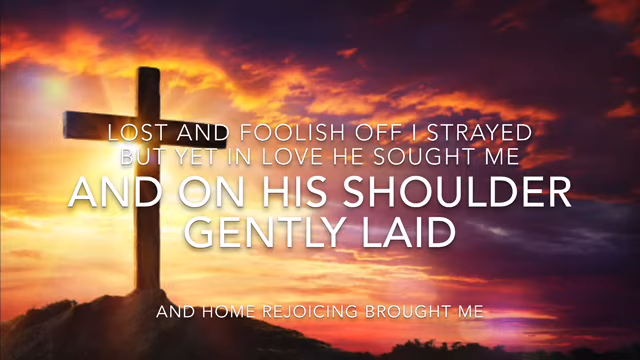 LOST AND FOOLISH OFF I STRAYED
BUT YET IN LOVE HE SOUGHT ME
AND ON HIS SHOULDER
GENTLY LAID
AND HOME REJOICING BROUGHT ME